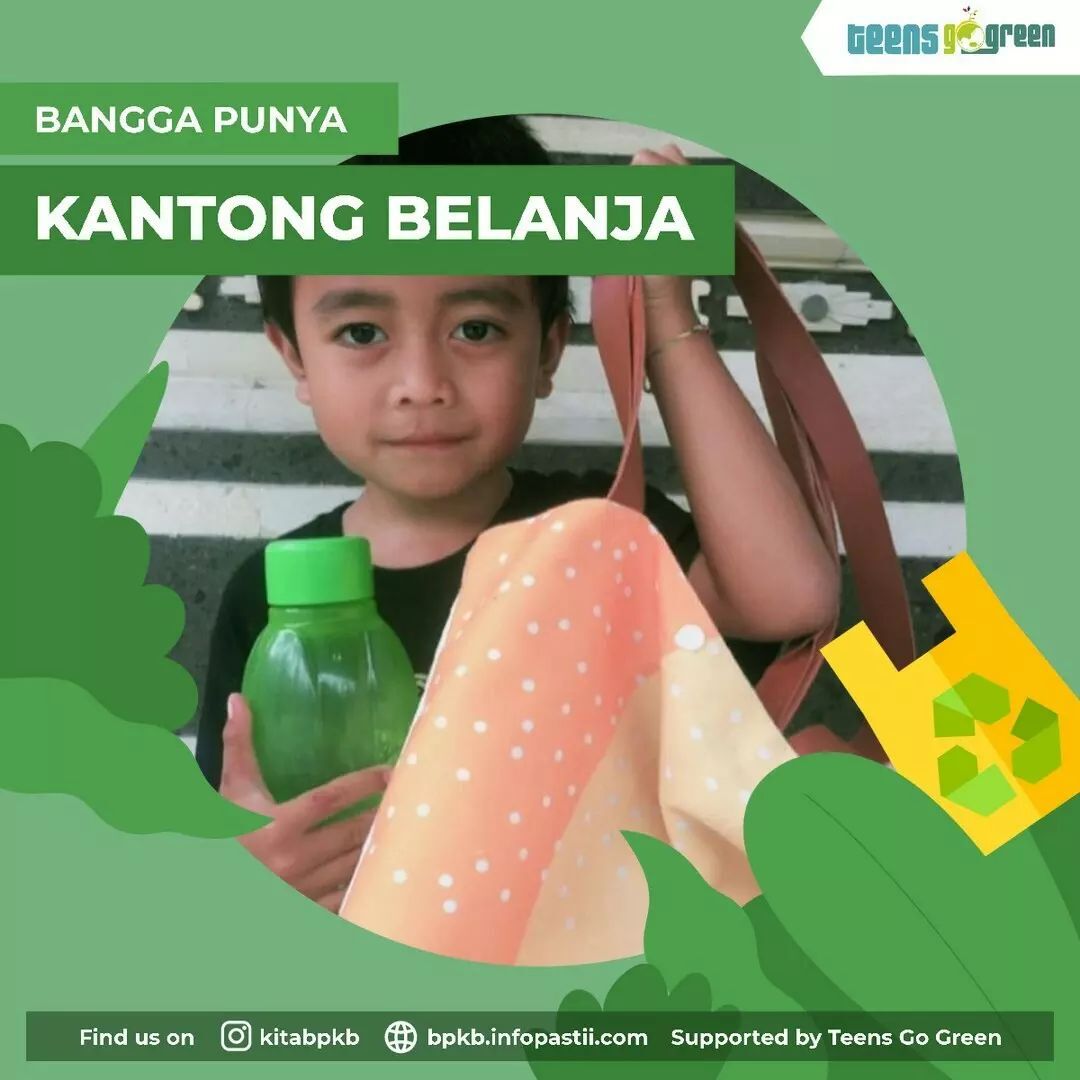 teens go green
BANGGA PUNYA
KANTONG BELANJA
Find us on kitabpkb bpkb.infopastii.com Supported by Teens Go Green